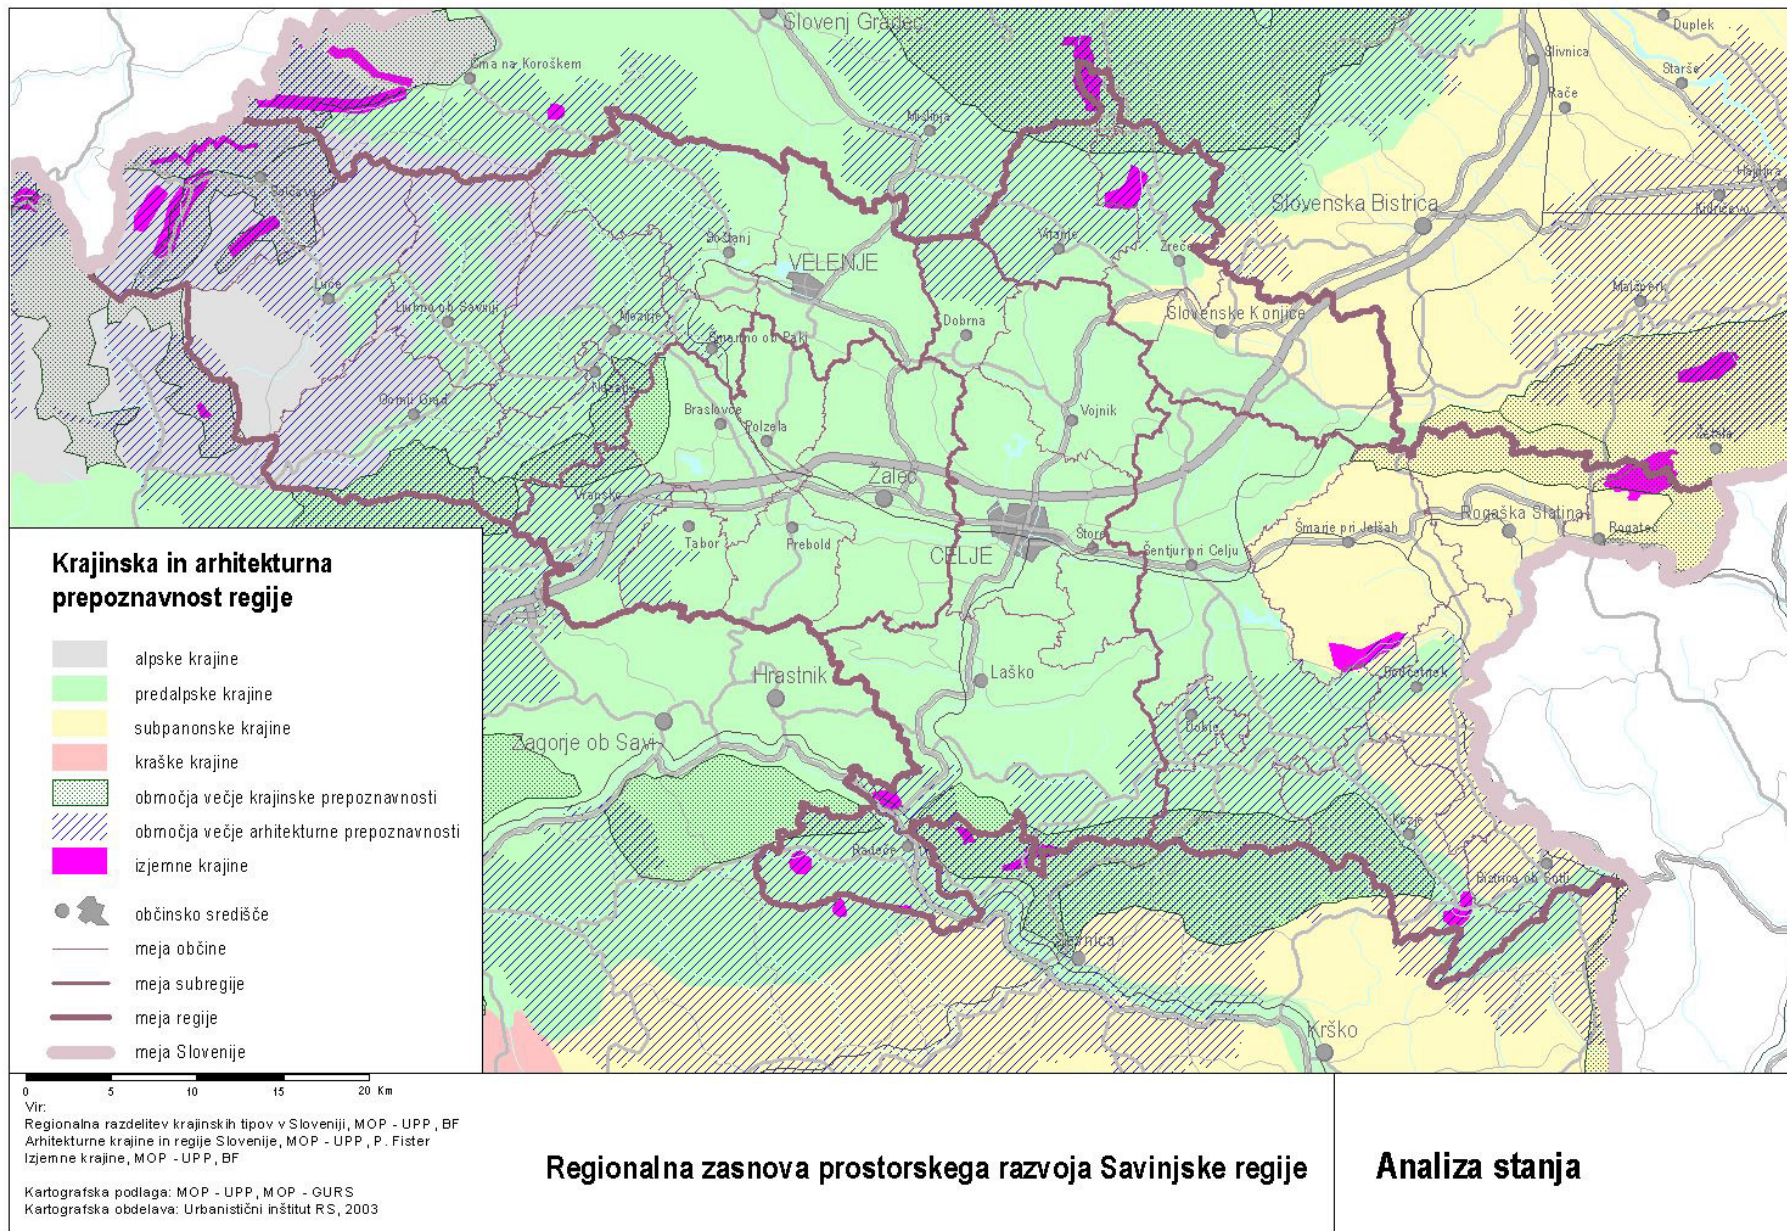 Slovenj Gradec
Duplek
Slivnica
Starše
Črna na Koroškem
Rače
Mislinja
Hajdina
Kidričevo
Solčava
Slovenska Bistrica
Šoštanj
Vitanje
Zreče
VELENJE
Luče
Ljubno ob Savinji
Majšperk
Mozirje
Dobrna
Slovenske Konjice
Šmartno ob Paki
Nazarje
Gornji Grad
Braslovče
Vojnik
Polzela
Žetale
Žalec
Vransko
Rogaška Slatina
Tabor
Prebold
Štore
Šmarje pri Jelšah
Rogatec
CELJE
Šentjur pri Celju
Hrastnik
Laško
Podčetrtek
Zagorje ob Savi
Dobje
Kozje
Radeče
Bistrica ob Sotli
Sevnica
Krško
Krajinska in arhitekturna
prepoznavnost regije
alpske krajine
predalpske krajine
subpanonske krajine
kraške krajine
območja večje krajinske prepoznavnosti
območja večje arhitekturne prepoznavnosti
izjemne krajine
občinsko središče
meja občine
meja subregije
meja regije
meja Slovenije
0 5 10 15 20 Km
Vir:
Regionalna razdelitev krajinskih tipov v Sloveniji, MOP - UPP, BF
Arhitekturne krajine in regije Slovenije, MOP - UPP, P. Fister
Izjemne krajine, MOP - UPP, BF
Kartografska podlaga: MOP - UPP, MOP - GURS
Kartografska obdelava: Urbanistični inštitut RS, 2003
Regionalna zasnova prostorskega razvoja Savinjske regije
Analiza stanja